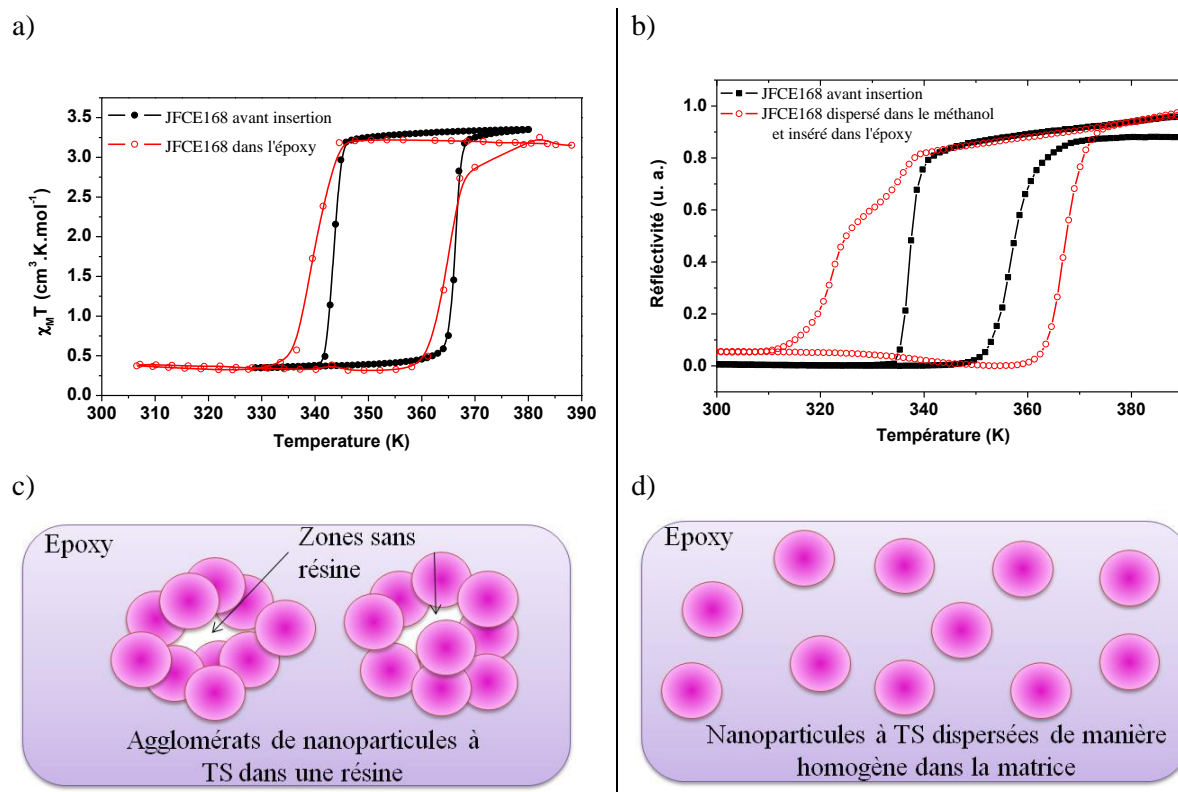 a)
JFCE168 avant insertion
JFCE168 dans l'époxy
χMT (cm3.K.mol-1)
3.5
3.0
2.5
2.0
1.5
1.0
0.5
0.0
300 310 320 330 340 350 360 370 380 390
Temperature (K)
b)
JFCE168 avant insertion
JFCE168 dispersé dans le méthanol
et inséré dans l'époxy
Réfléctivité (u. a.)
1.0
0.8
0.6
0.4
0.2
0.0
300 320 340 360 380
Température (K)
c)
Epoxy
Zones sans
résine
Agglomérats de nanoparticules à
TS dans une résine
d)
Epoxy
Nanoparticules à TS dispersées de manière
homogène dans la matrice